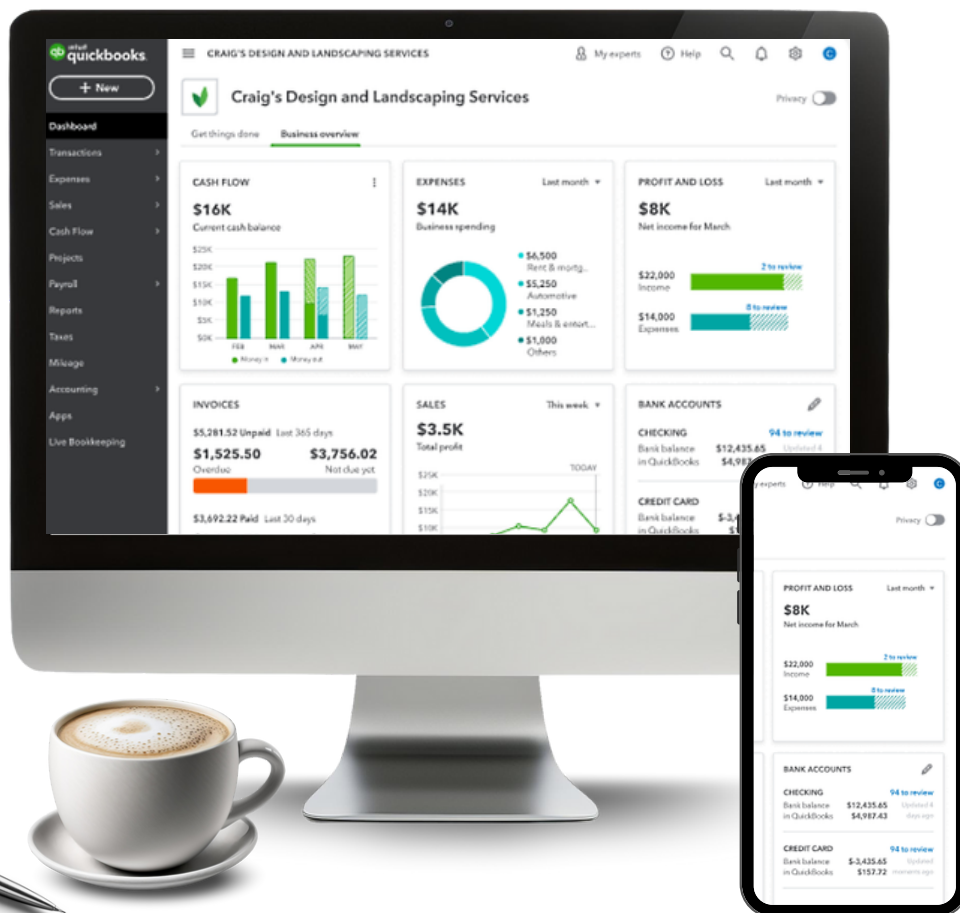 intuit
quickbooks.
+ New
Dashboard
Transactions
Expenses
Sales
Cash Flow
Projects
Payroll
Reports
Taxes
Mileage
Accounting
Apps
Live Bookkeeping
CRAIG'S DESIGN AND LANDSCAPING SERVICES
My experts
Help
C
Craig's Design and Landscaping Services
Privacy
Get things done Business overview
CASH FLOW
$16K
Current cash balance
$25K
$20K
$15K
$10K
$5K
$0K
FEB MAR APR MAY
Money in Money out
EXPENSES Last month
$14K
Business spending
$6,500
Rent & mortg...
$5,250
Automotive
$1,250
Meals & entert...
$1,000
Others
PROFIT AND LOSS Last month
$8K
Net income for March
2 to review
$22,000
Income
8 to review
$14,000
Expenses
INVOICES
$5,281.52 Unpaid Last 365 days
$1,525.50 $3,756.02
Overdue Not due yet
$3,692.22 Paid Last 30 days
SALES This week
$3.5K
Total profit
TODAY
$25K
$20K
$15K
$10K
BANK ACCOUNTS
CHECKING 94 to review
Bank balance $12,435.65 Updated 4
in QuickBooks $4,987
CREDIT CARD
Bank balance $-3,4
in QuickBooks $1
y experts Help C
Privacy
PROFIT AND LOSS Last month
$8K
Net income for March
2 to review
$22,000
Income
8 to review
$14,000
Expenses
BANK ACCOUNTS
CHECKING 94 to review
Bank balance $12,435.65 Updated 4
in QuickBooks $4,987.43 days ago
CREDIT CARD 94 to review
Bank balance $-3,435.65 Updated
in QuickBooks $157.72 moments ago